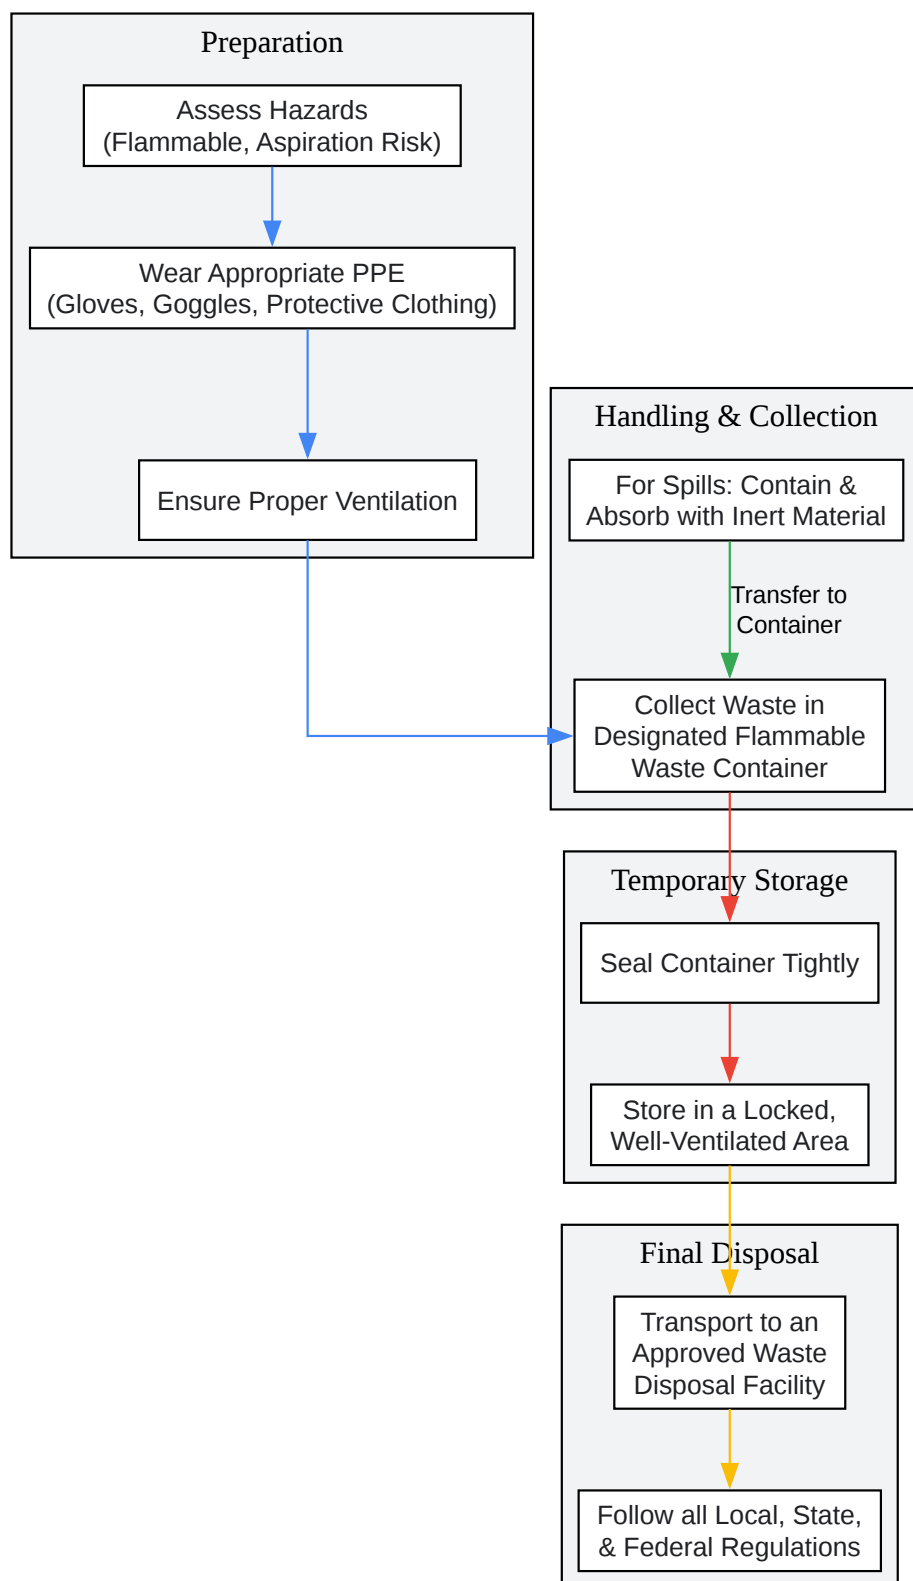 Preparation
Assess Hazards
(Flammable, Aspiration Risk)
Wear Appropriate PPE
(Gloves, Goggles, Protective Clothing)
Ensure Proper Ventilation
Handling & Collection
For Spills: Contain &
Absorb with Inert Material
Transfer to
Container
Collect Waste in
Designated Flammable
Waste Container
Temporary Storage
Seal Container Tightly
Store in a Locked,
Well-Ventilated Area
Final Disposal
Transport to an
Approved Waste
Disposal Facility
Follow all Local, State,
& Federal Regulations